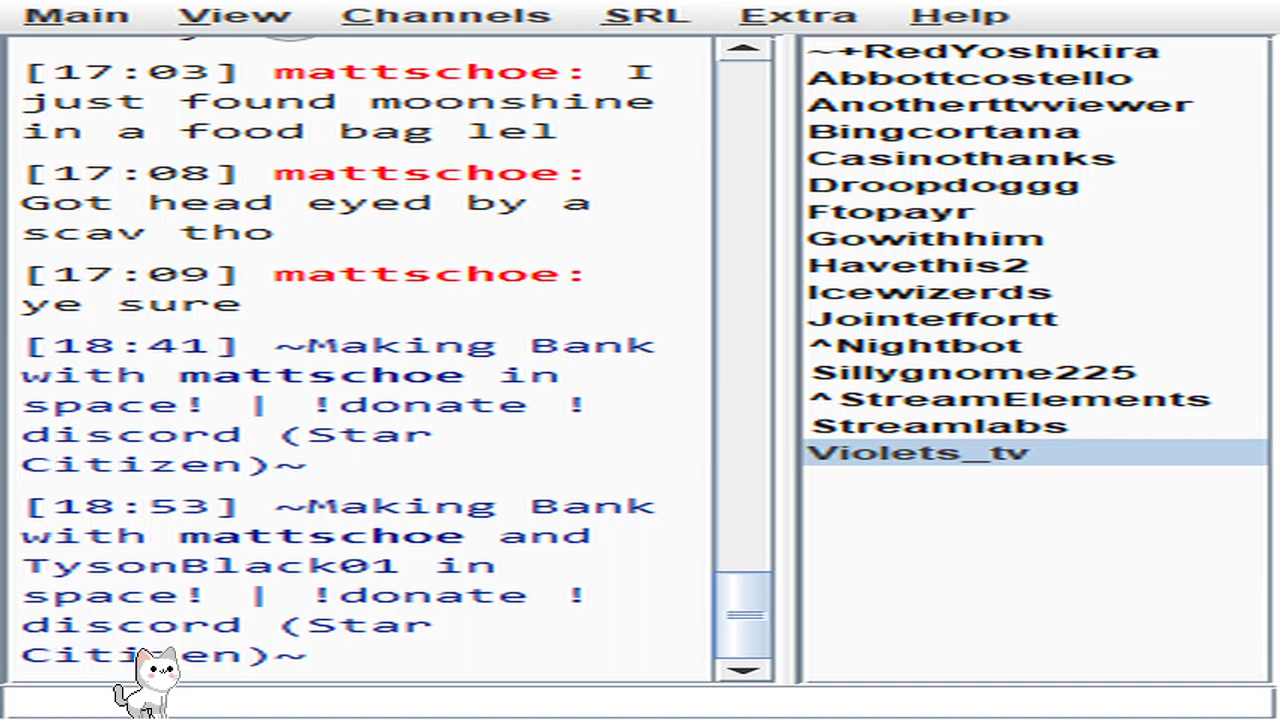 Main View Channels SRL Extra Help
[17:03] mattschoe: I
just found moonshine
in a food bag lel
[17:08] mattschoe:
Got head eyed by a
scav tho
[17:09] mattschoe:
ye sure
[18:41] ~Making Bank
with mattschoe in
space! | !donate !
discord (Star
Citizen)~
[18:53] ~Making Bank
with mattschoe and
TysonBlack01 in
space! | !donate !
discord (Star
Citizen)~
~+RedYoshikira
Abbottcostello
Anotherttvviewer
Bingcortana
Casinothanks
Droopdoggg
Ftopayr
Gowithhim
Havethis2
Icewizerds
Jointeffortt
^Nightbot
Sillygnome225
^StreamElements
Streamlabs
Violets_tv